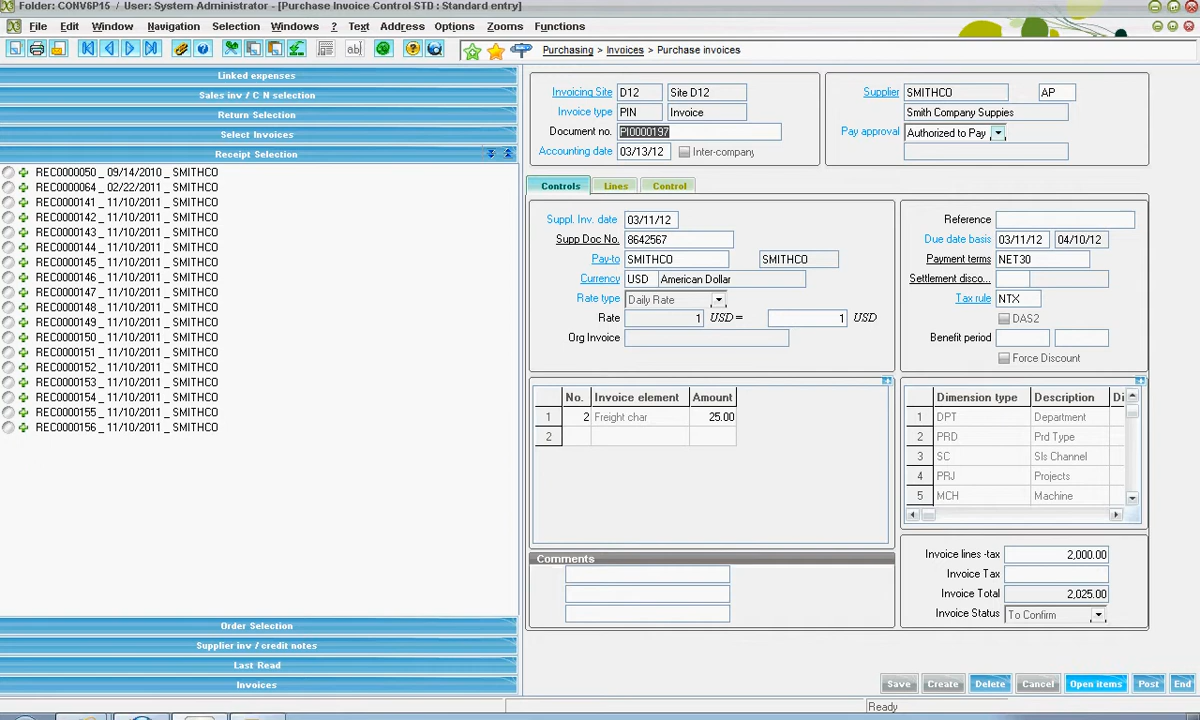 Folder: CONV6P15 / User: System Administrator - [Purchase Invoice Control STD : Standard entry]
File Edit Window Navigation Selection Windows ? Text Address Options Zooms Functions
Purchasing > Invoices > Purchase invoices
Linked expenses
Sales inv / C N selection
Return Selection
Select Invoices
Receipt Selection
REC0000050 _ 09/14/2010 _ SMITHCO
REC0000064 _ 02/22/2011 _ SMITHCO
REC0000141 _ 11/10/2011 _ SMITHCO
REC0000142 _ 11/10/2011 _ SMITHCO
REC0000143 _ 11/10/2011 _ SMITHCO
REC0000144 _ 11/10/2011 _ SMITHCO
REC0000145 _ 11/10/2011 _ SMITHCO
REC0000146 _ 11/10/2011 _ SMITHCO
REC0000147 _ 11/10/2011 _ SMITHCO
REC0000148 _ 11/10/2011 _ SMITHCO
REC0000149 _ 11/10/2011 _ SMITHCO
REC0000150 _ 11/10/2011 _ SMITHCO
REC0000151 _ 11/10/2011 _ SMITHCO
REC0000152 _ 11/10/2011 _ SMITHCO
REC0000153 _ 11/10/2011 _ SMITHCO
REC0000154 _ 11/10/2011 _ SMITHCO
REC0000155 _ 11/10/2011 _ SMITHCO
REC0000156 _ 11/10/2011 _ SMITHCO
Order Selection
Supplier inv / credit notes
Last Read
Invoices
Invoicing Site D12 Site D12
Invoice type PIN Invoice
Document no. PI0000197
Accounting date 03/13/12 Inter-company
Supplier SMITHCO AP
Smith Company Suppies
Pay approval Authorized to Pay
Controls Lines Control
Suppl. Inv. date 03/11/12
Supp Doc No. 8642567
Pay-to SMITHCO SMITHCO
Currency USD American Dollar
Rate type Daily Rate
Rate 1 USD = 1 USD
Org Invoice
Reference
Due date basis 03/11/12 04/10/12
Payment terms NET30
Settlement disco...
Tax rule NTX
DAS2
Benefit period
Force Discount
No. Invoice element Amount
1 2 Freight char 25.00
2
Dimension type Description Di
1 DPT Department
2 PRD Prd Type
3 SC Sls Channel
4 PRJ Projects
5 MCH Machine
Comments
Invoice lines -tax 2,000.00
Invoice Tax
Invoice Total 2,025.00
Invoice Status To Confirm
Save Create Delete Cancel Open items Post End
Ready